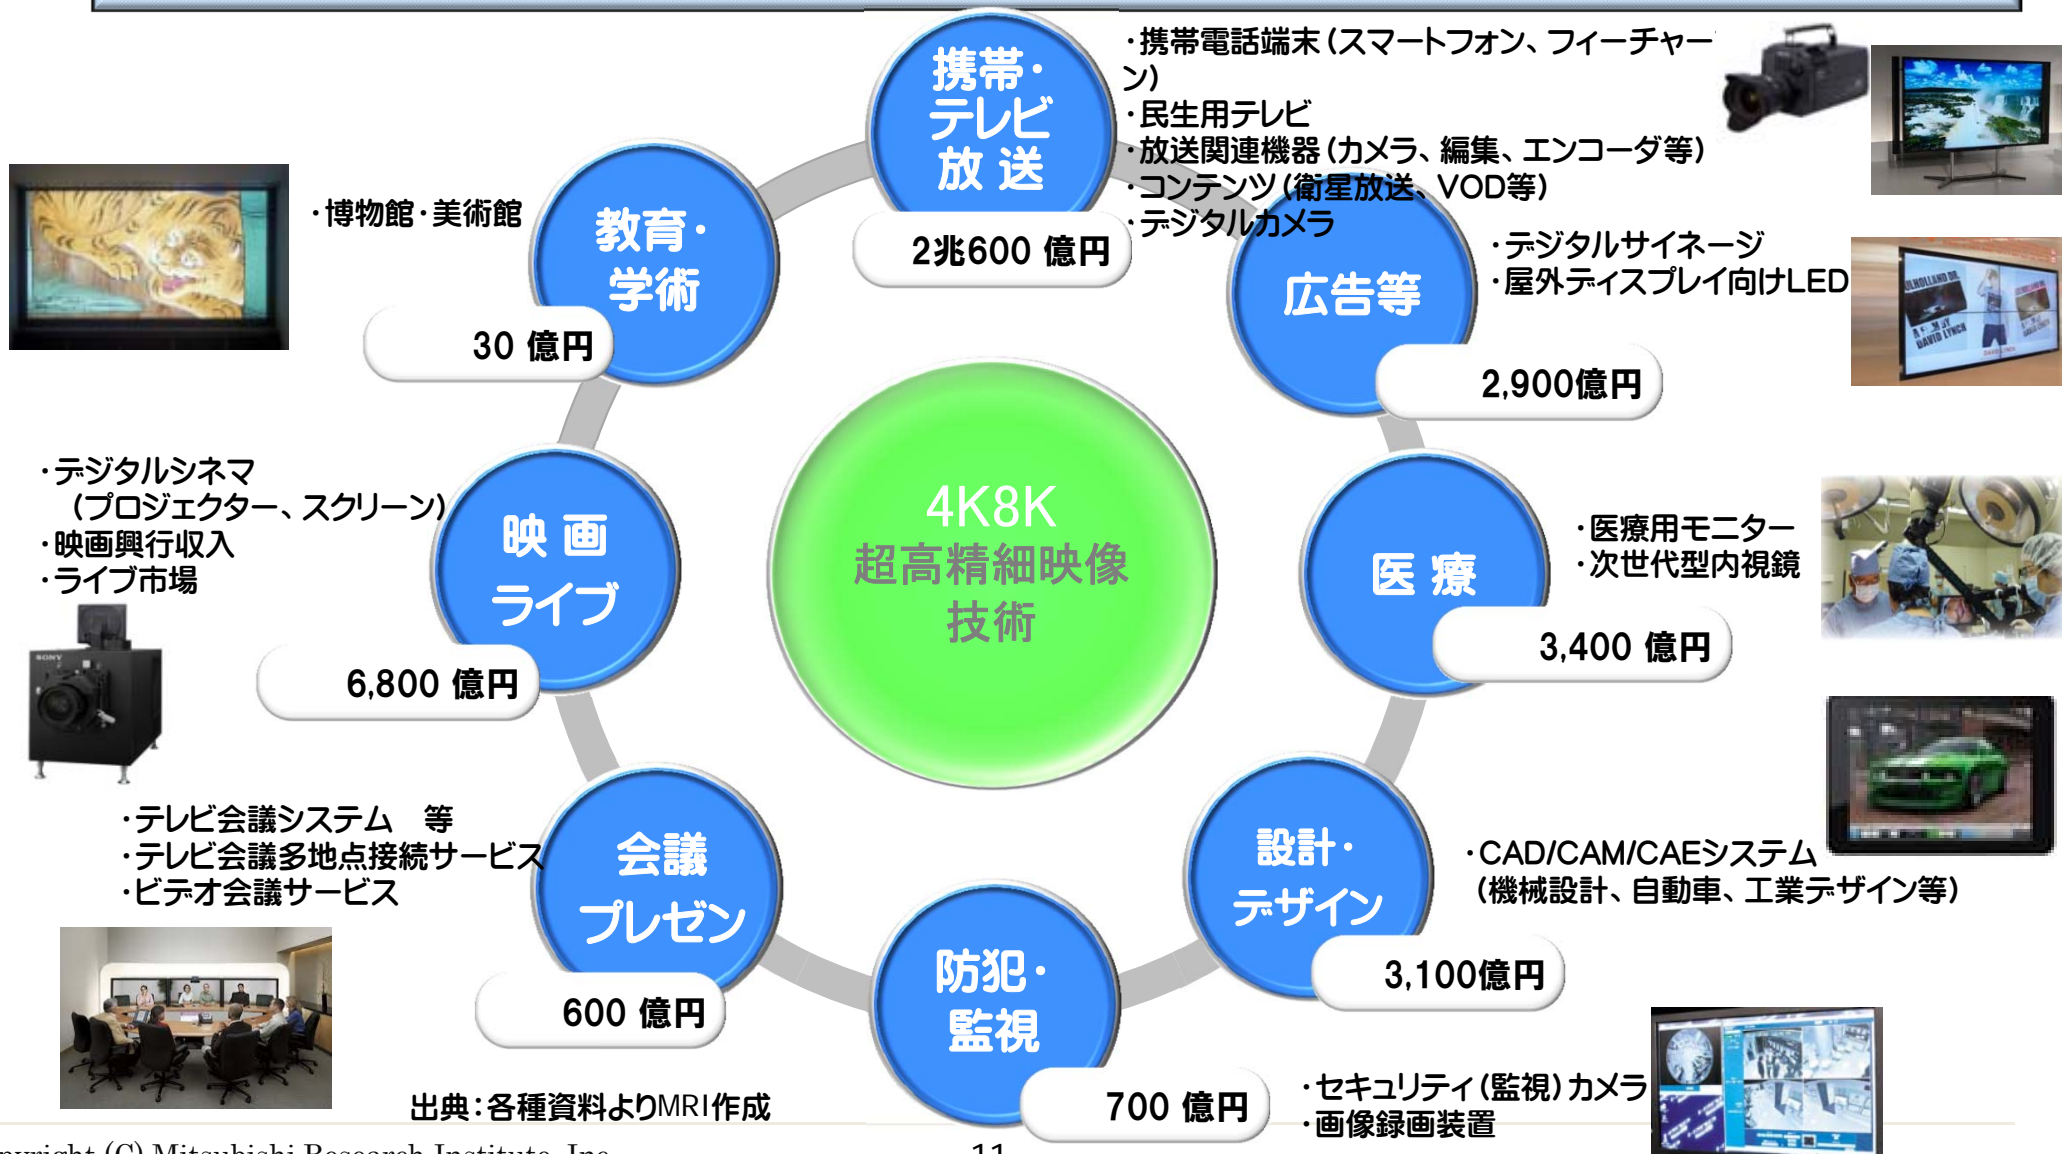 携帯・
テレビ
放 送
2兆600 億円
・携帯電話端末（スマートフォン、フィーチャー
ン）
・民生用テレビ
・放送関連機器（カメラ、編集、エンコーダ等）
・コンテンツ（衛星放送、VOD等）
・デジタルカメラ
広告等
2,900億円
・デジタルサイネージ
・屋外ディスプレイ向けLED
医 療
3,400 億円
・医療用モニター
・次世代型内視鏡
設計・
デザイン
3,100億円
・CAD/CAM/CAEシステム
（機械設計、自動車、工業デザイン等）
防犯・
監視
700 億円
・セキュリティ（監視）カメラ
・画像録画装置
会議
プレゼン
600 億円
・テレビ会議システム　等
・テレビ会議多地点接続サービス
・ビデオ会議サービス
映 画
ライブ
6,800 億円
・デジタルシネマ
（プロジェクター、スクリーン）
・映画興行収入
・ライブ市場
SONY
教育・
学術
30 億円
・博物館・美術館
4K8K
超高精細映像
技術
DAVID LYNCH
出典：各種資料よりMRI作成
pyright (C) Mitsubishi Research Institute, Inc.
11